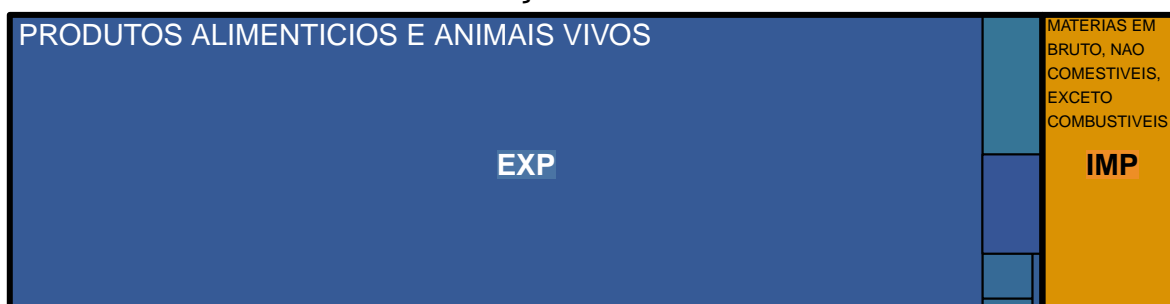 PRODUTOS ALIMENTICIOS E ANIMAIS VIVOS
EXP
MATERIAS EM
BRUTO, NAO
COMESTIVEIS,
EXCETO
COMBUSTIVEIS
IMP